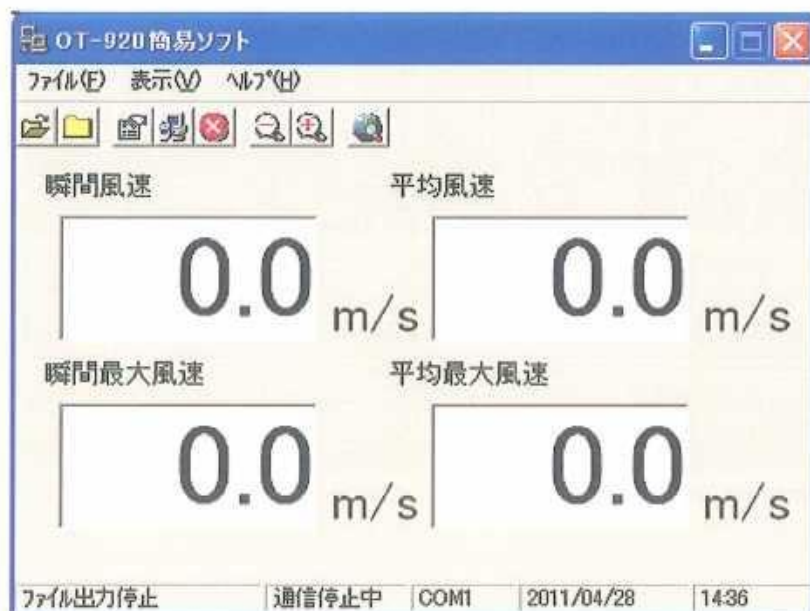 OT-920簡易ソフト
ファイル(F) 表示(V) ヘルプ(H)
瞬間風速 平均風速
0.0 m/s 0.0 m/s
瞬間最大風速 平均最大風速
0.0 m/s 0.0 m/s
ファイル出力停止 通信停止中 COM1 2011/04/28 14:36